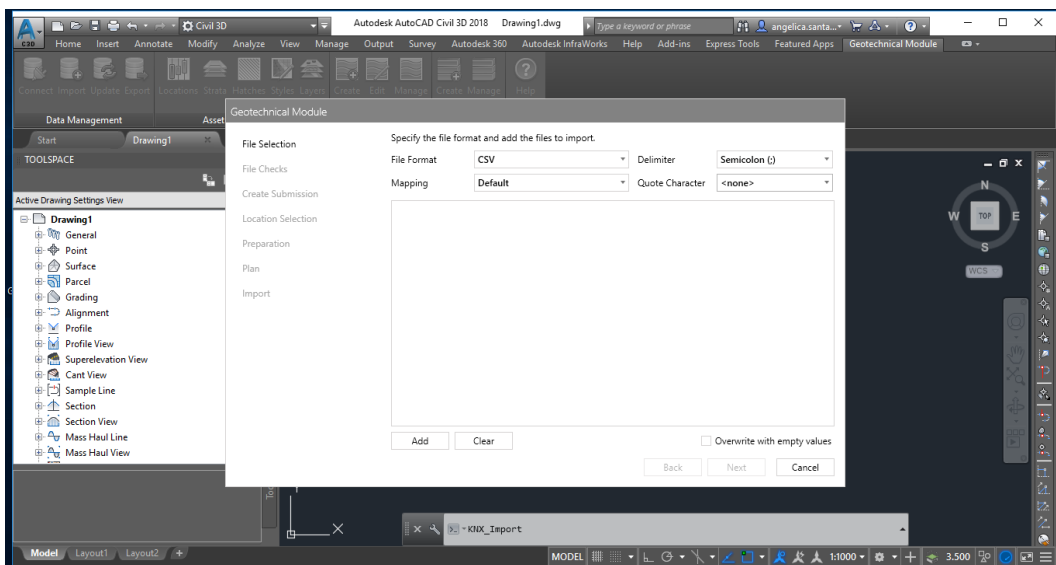 Civil 3D
Autodesk AutoCAD Civil 3D 2018 Drawing1.dwg
Type a keyword or phrase
angelica.santa...
C3D
Home Insert Annotate Modify Analyze View Manage Output Survey Autodesk 360 Autodesk InfraWorks Help Add-ins Express Tools Featured Apps Geotechnical Module
Connect Import Update Export Locations Strata Hatches Styles Layers Create Edit Manage Create Manage Help
Data Management Asset
Start Drawing1
TOOLSPACE
Active Drawing Settings View
Drawing1
General
Point
Surface
Parcel
Grading
Alignment
Profile
Profile View
Superelevation View
Cant View
Sample Line
Section
Section View
Mass Haul Line
Mass Haul View
Geotechnical Module
File Selection
File Checks
Create Submission
Location Selection
Preparation
Plan
Import
Specify the file format and add the files to import.
File Format CSV Delimiter Semicolon (;)
Mapping Default Quote Character <none>
Add Clear Overwrite with empty values
Back Next Cancel
N
W TOP E
S
WCS
Too
Y
X
KNX_Import
Model Layout1 Layout2 +
MODEL 1:1000 3.500